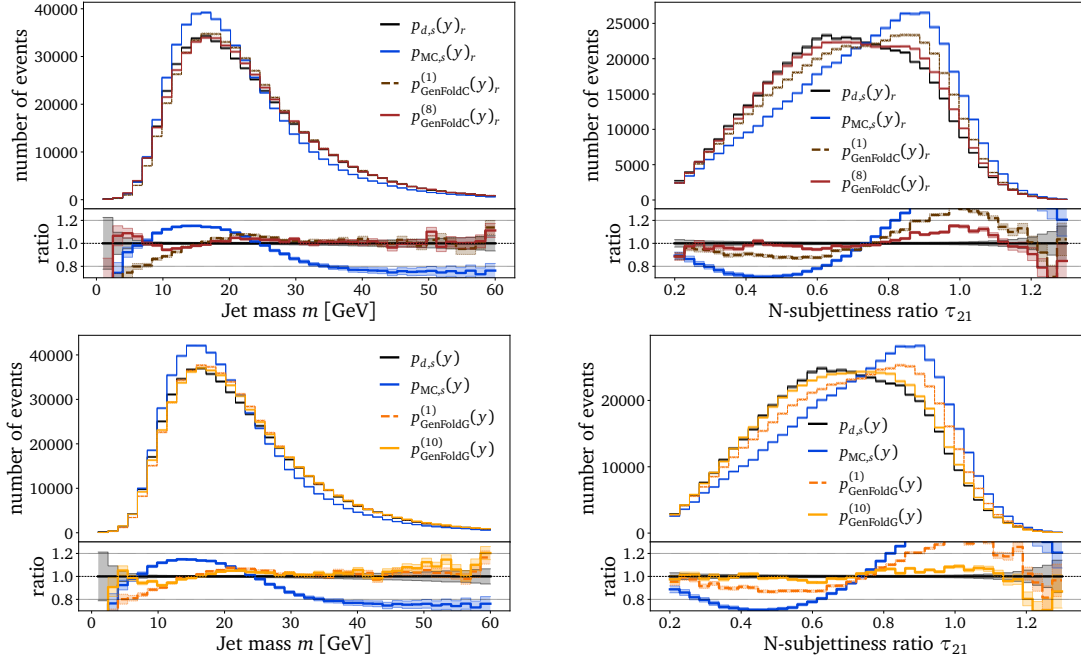 40000
30000
20000
10000
0
number of events
p_{d,s}(y)_r
p_{MC,s}(y)_r
p^{(1)}_{GenFoldC}(y)_r
p^{(8)}_{GenFoldC}(y)_r
1.2
1.0
0.8
ratio
0 10 20 30 40 50 60
Jet mass m [GeV]
25000
20000
15000
10000
5000
0
number of events
p_{d,s}(y)_r
p_{MC,s}(y)_r
p^{(1)}_{GenFoldC}(y)_r
p^{(8)}_{GenFoldC}(y)_r
1.2
1.0
0.8
ratio
0.2 0.4 0.6 0.8 1.0 1.2
N-subjettiness ratio τ_{21}
40000
30000
20000
10000
0
number of events
p_{d,s}(y)
p_{MC,s}(y)
p^{(1)}_{GenFoldG}(y)
p^{(10)}_{GenFoldG}(y)
1.2
1.0
0.8
ratio
0 10 20 30 40 50 60
Jet mass m [GeV]
20000
10000
0
number of events
p_{d,s}(y)
p_{MC,s}(y)
p^{(1)}_{GenFoldG}(y)
p^{(10)}_{GenFoldG}(y)
1.2
1.0
0.8
ratio
0.2 0.4 0.6 0.8 1.0 1.2
N-subjettiness ratio τ_{21}